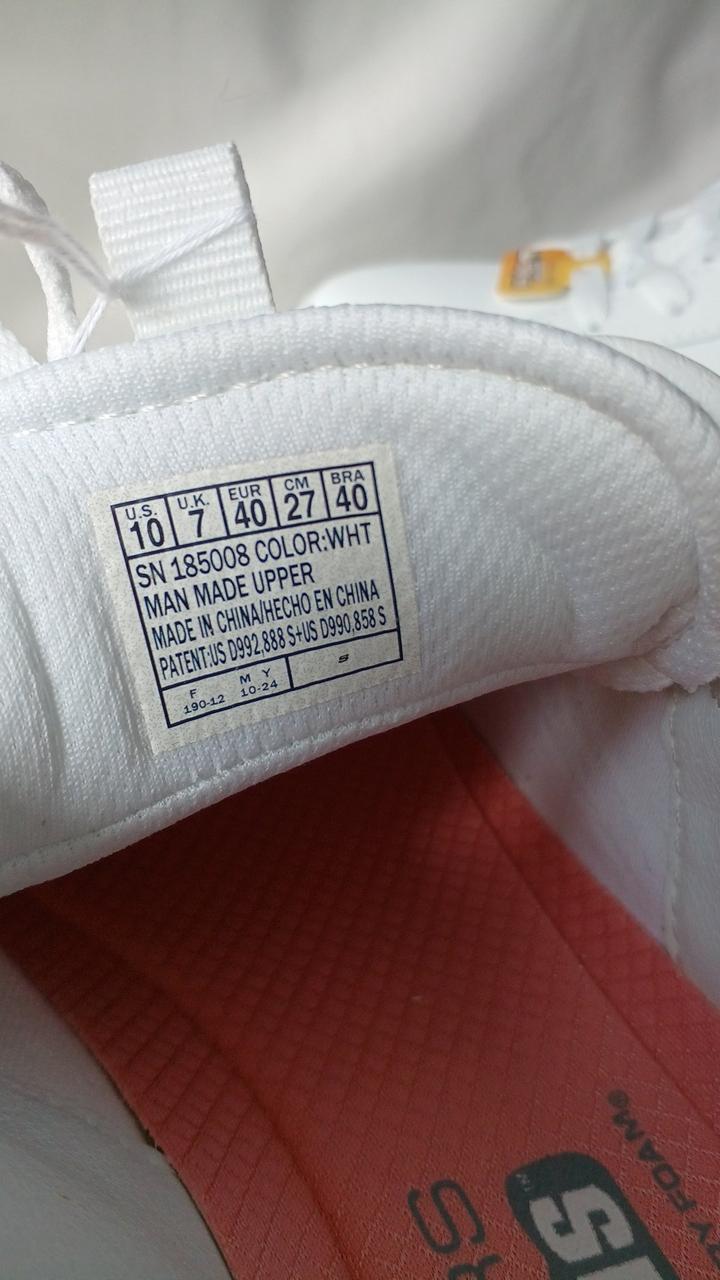 U.S. U.K. EUR CM BRA
10 7 40 27 40
SN 185008 COLOR:WHT
MAN MADE UPPER
MADE IN CHINA/HECHO EN CHINA
PATENT:US D992,888 S+US D990,858 S
F M Y S
190-12 10-24
FOAM®